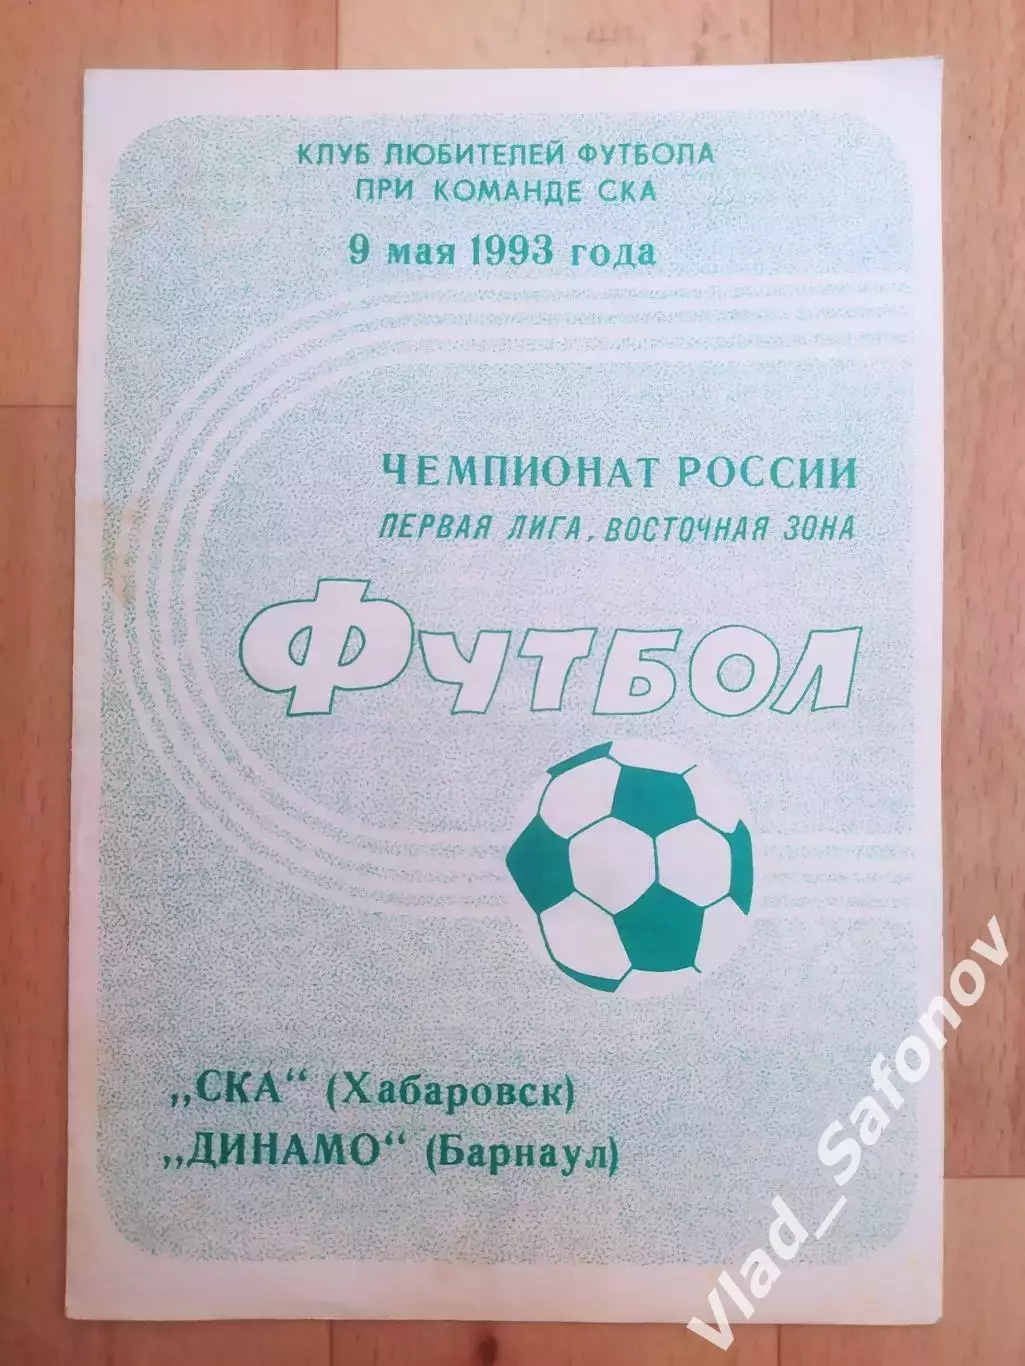 КЛУБ ЛЮБИТЕЛЕЙ ФУТБОЛА
ПРИ КОМАНДЕ СКА
9 мая 1993 года
ЧЕМПИОНАТ РОССИИ
ПЕРВАЯ ЛИГА, ВОСТОЧНАЯ ЗОНА
Футбол
„СКА“ (Хабаровск)
„ДИНАМО“ (Барнаул)
Vlad_Safonov